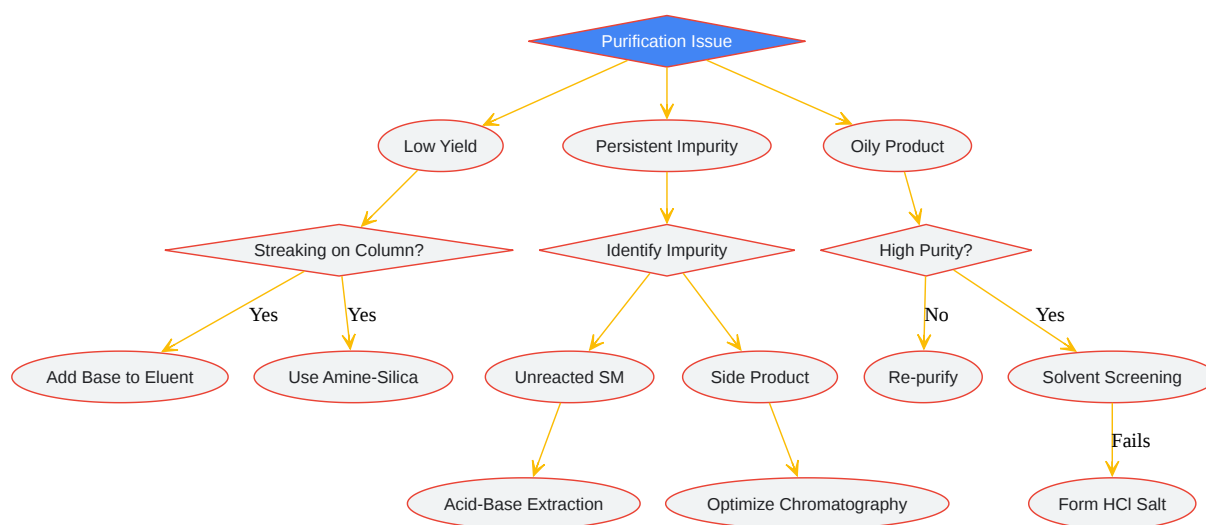 Purification Issue
Low Yield
Persistent Impurity
Oily Product
Streaking on Column?
Identify Impurity
High Purity?
Yes
Yes
No
Yes
Add Base to Eluent
Use Amine-Silica
Unreacted SM
Side Product
Re-purify
Solvent Screening
Fails
Acid-Base Extraction
Optimize Chromatography
Form HCl Salt